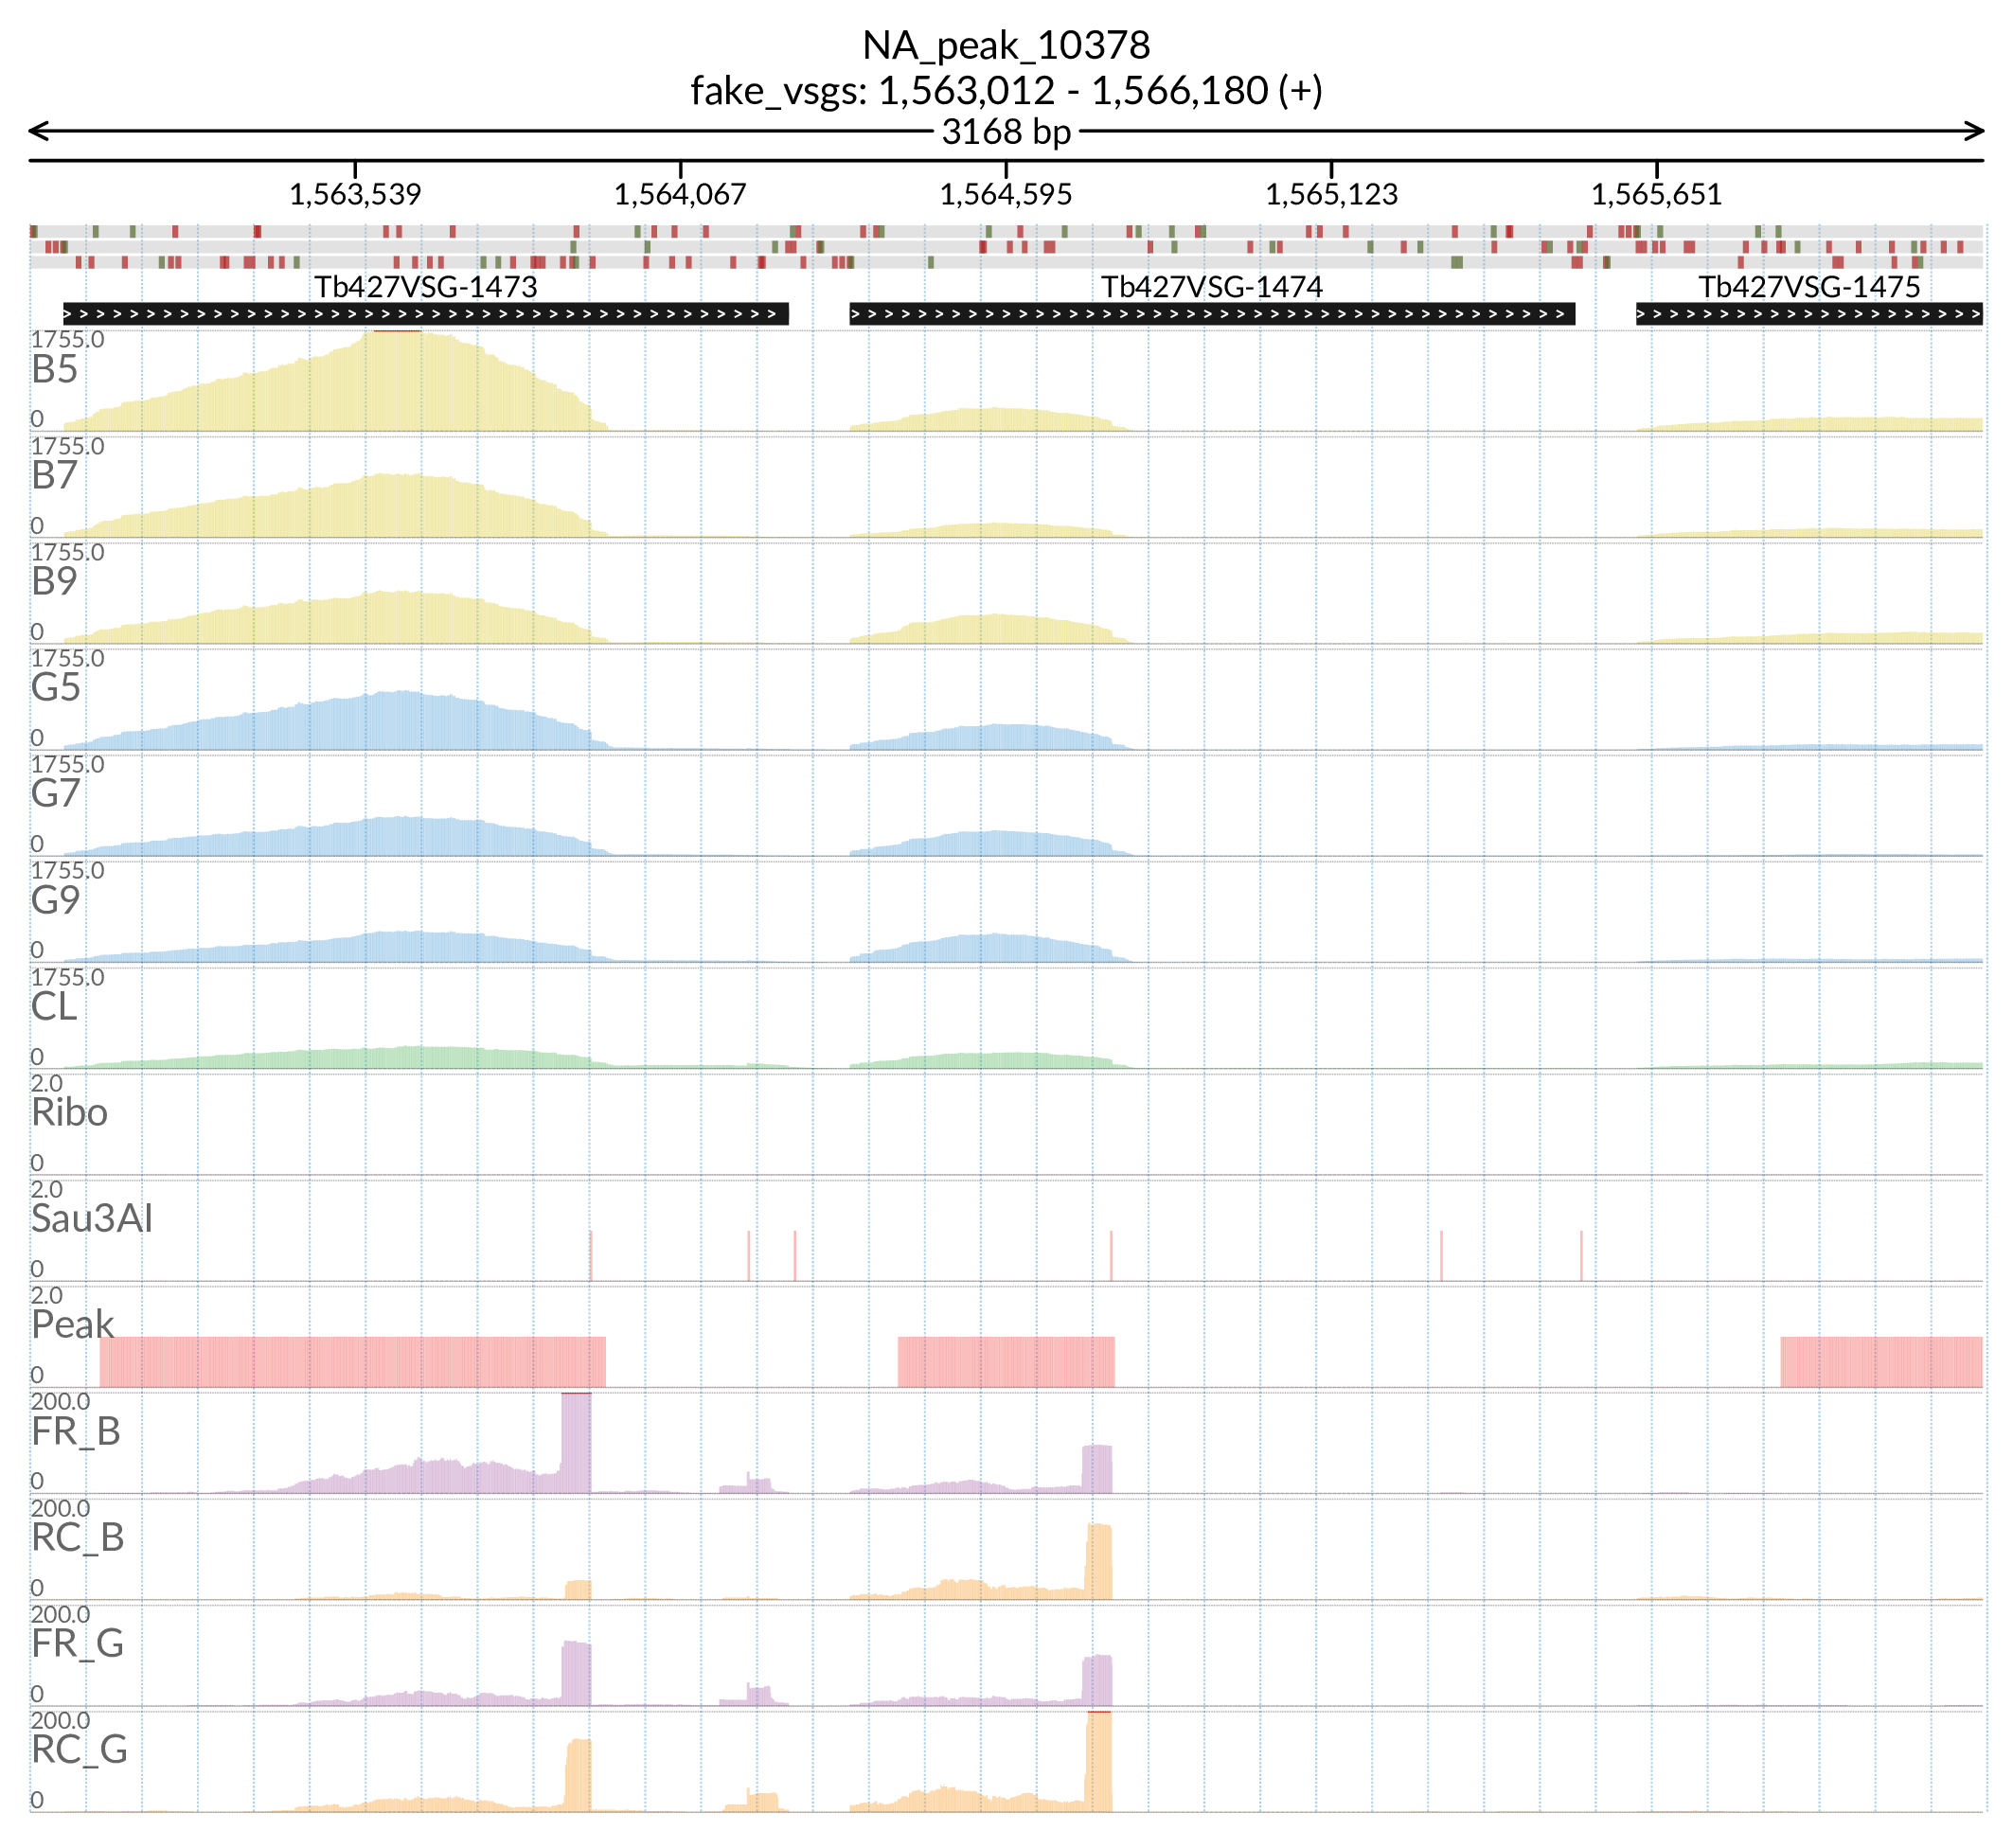 NA_peak_10378
fake_vsgs: 1,563,012 - 1,566,180 (+)
3168 bp
1,563,539 1,564,067 1,564,595 1,565,123 1,565,651
Tb427VSG-1473 Tb427VSG-1474 Tb427VSG-1475
1755.0
B5
0
1755.0
B7
0
1755.0
B9
0
1755.0
G5
0
1755.0
G7
0
1755.0
G9
0
1755.0
CL
0
2.0
Ribo
0
2.0
Sau3AI
0
2.0
Peak
0
200.0
FR_B
0
200.0
RC_B
0
200.0
FR_G
0
200.0
RC_G
0